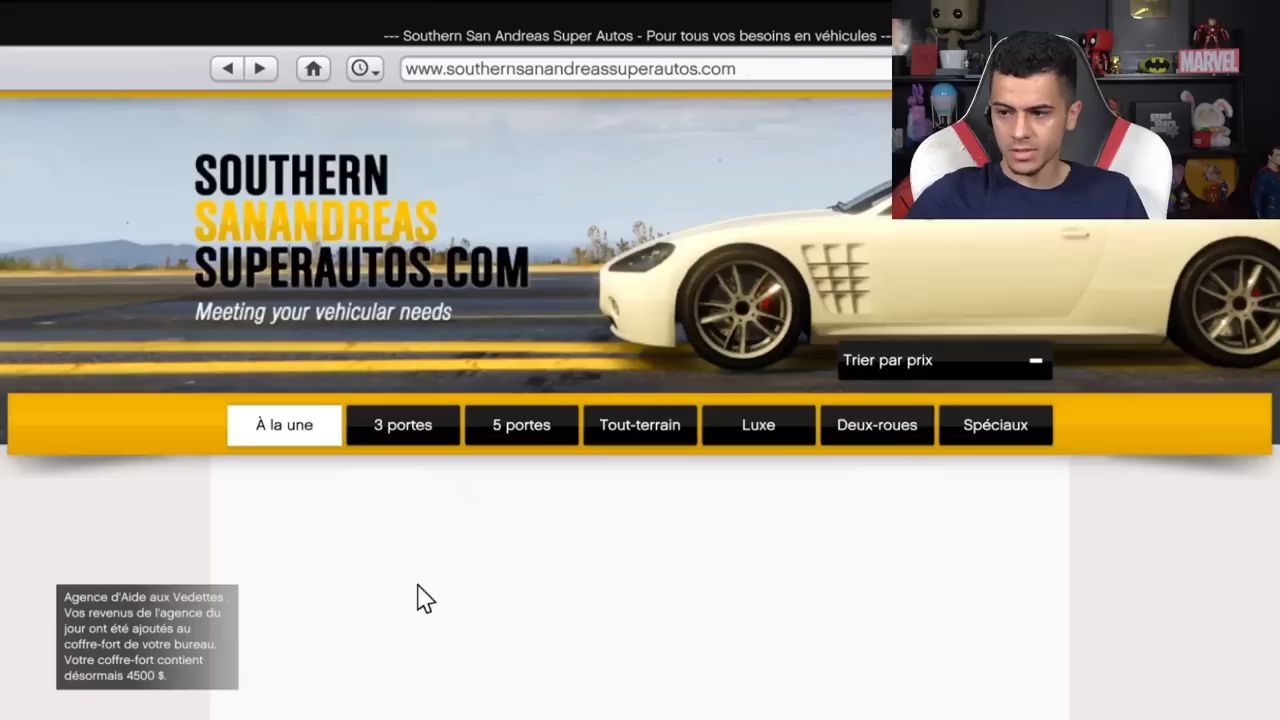 --- Southern San Andreas Super Autos - Pour tous vos besoins en véhicules --
www.southernsanandreassuperautos.com
MARVEL
SOUTHERN
SANANDREAS
SUPERAUTOS.COM
Meeting your vehicular needs
Trier par prix
À la une
3 portes
5 portes
Tout-terrain
Luxe
Deux-roues
Spéciaux
Agence d'Aide aux Vedettes .
Vos revenus de l'agence du
jour ont été ajoutés au
coffre-fort de votre bureau.
Votre coffre-fort contient
désormais 4500 $.